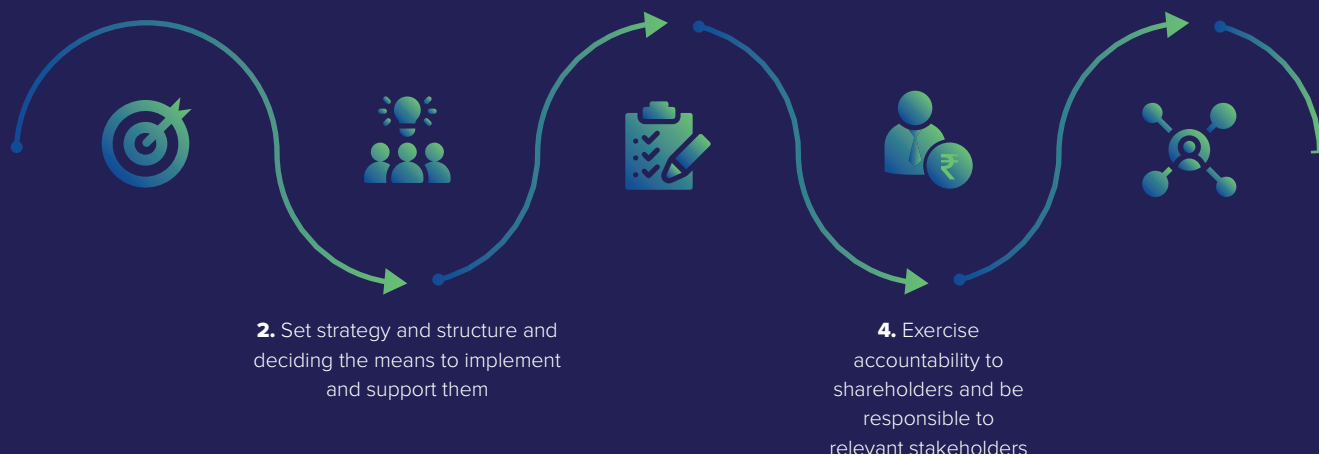 2. Set strategy and structure and
deciding the means to implement
and support them
4. Exercise
accountability to
shareholders and be
responsible to
relevant stakeholders
₹